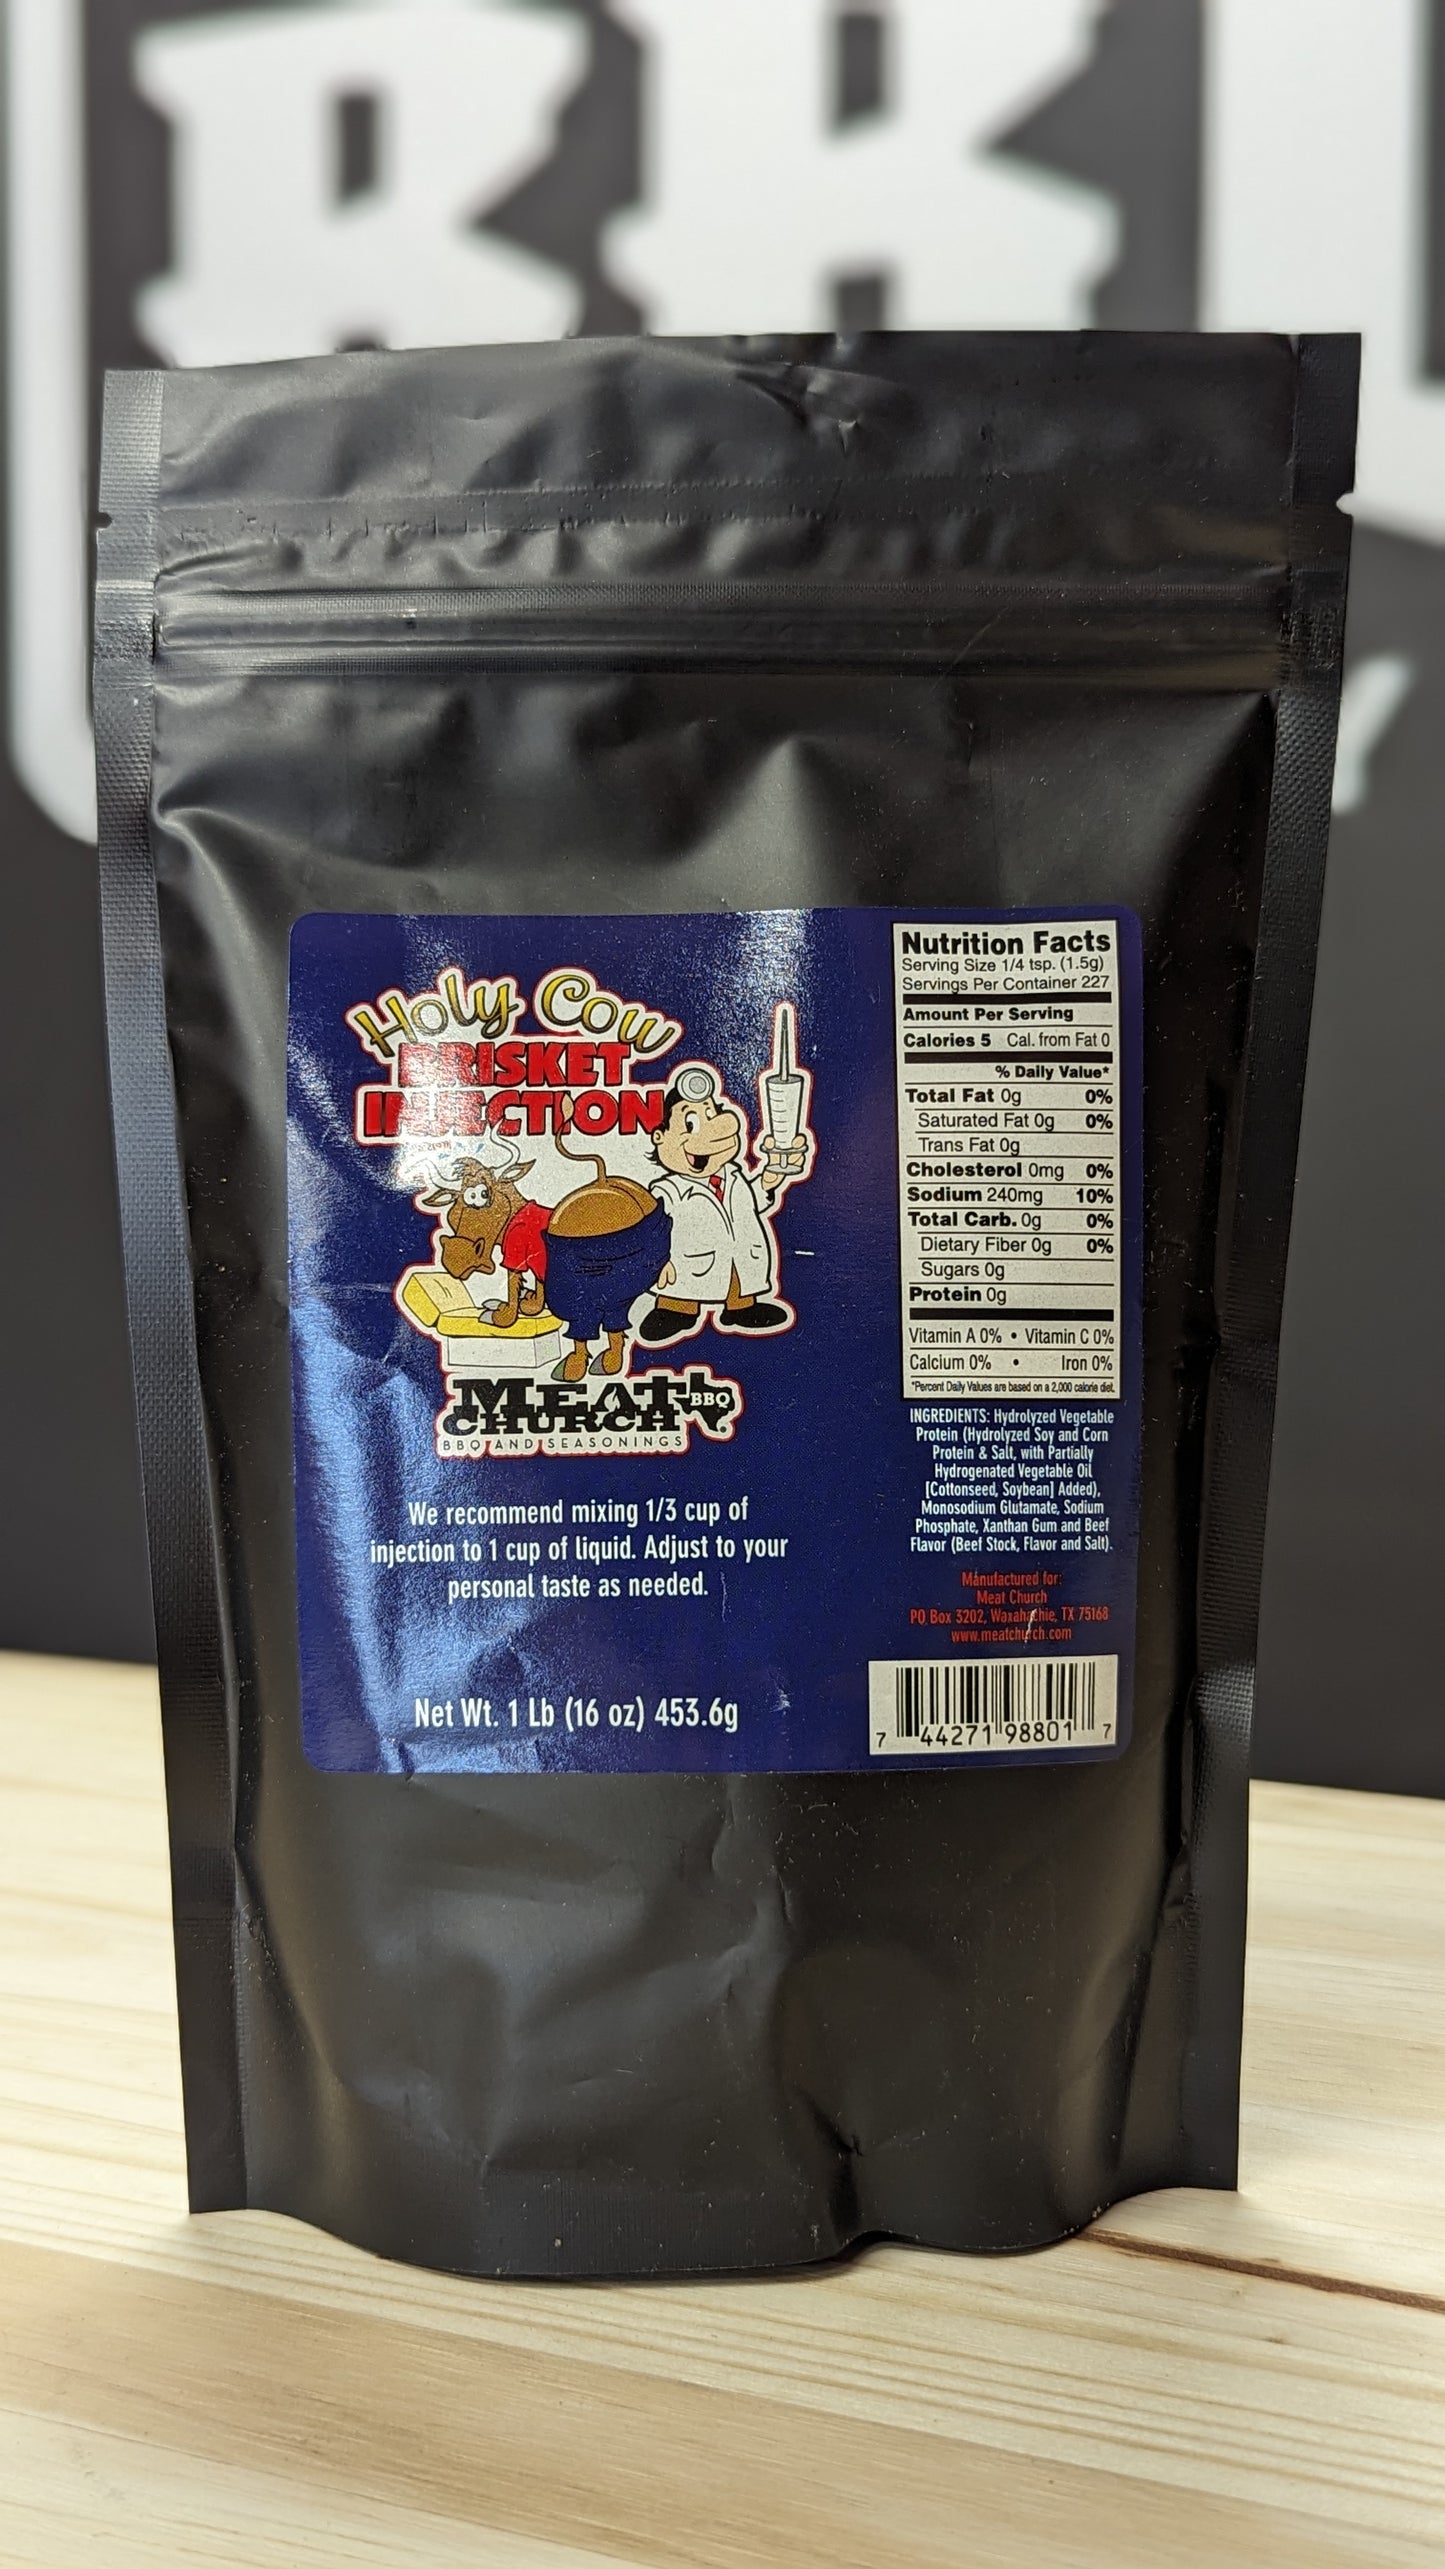 Holy Cow
BRISKET
INJECTION
MEAT
CHURCH
BBQ
BBQ AND SEASONINGS
We recommend mixing 1/3 cup of
injection to 1 cup of liquid. Adjust to your
personal taste as needed.
Net Wt. 1 Lb (16 oz) 453.6g
Nutrition Facts
Serving Size 1/4 tsp. (1.5g)
Servings Per Container 227
Amount Per Serving
Calories 5 Cal. from Fat 0
% Daily Value*
Total Fat 0g 0%
Saturated Fat 0g 0%
Trans Fat 0g
Cholesterol 0mg 0%
Sodium 240mg 10%
Total Carb. 0g 0%
Dietary Fiber 0g 0%
Sugars 0g
Protein 0g
Vitamin A 0% • Vitamin C 0%
Calcium 0% • Iron 0%
*Percent Daily Values are based on a 2,000 calorie diet.
INGREDIENTS: Hydrolyzed Vegetable
Protein (Hydrolyzed Soy and Corn
Protein & Salt, with Partially
Hydrogenated Vegetable Oil
[Cottonseed, Soybean] Added),
Monosodium Glutamate, Sodium
Phosphate, Xanthan Gum and Beef
Flavor (Beef Stock, Flavor and Salt).
Manufactured for:
Meat Church
PO Box 3202, Waxahachie, TX 75168
www.meatchurch.com
7 44271 98801 7